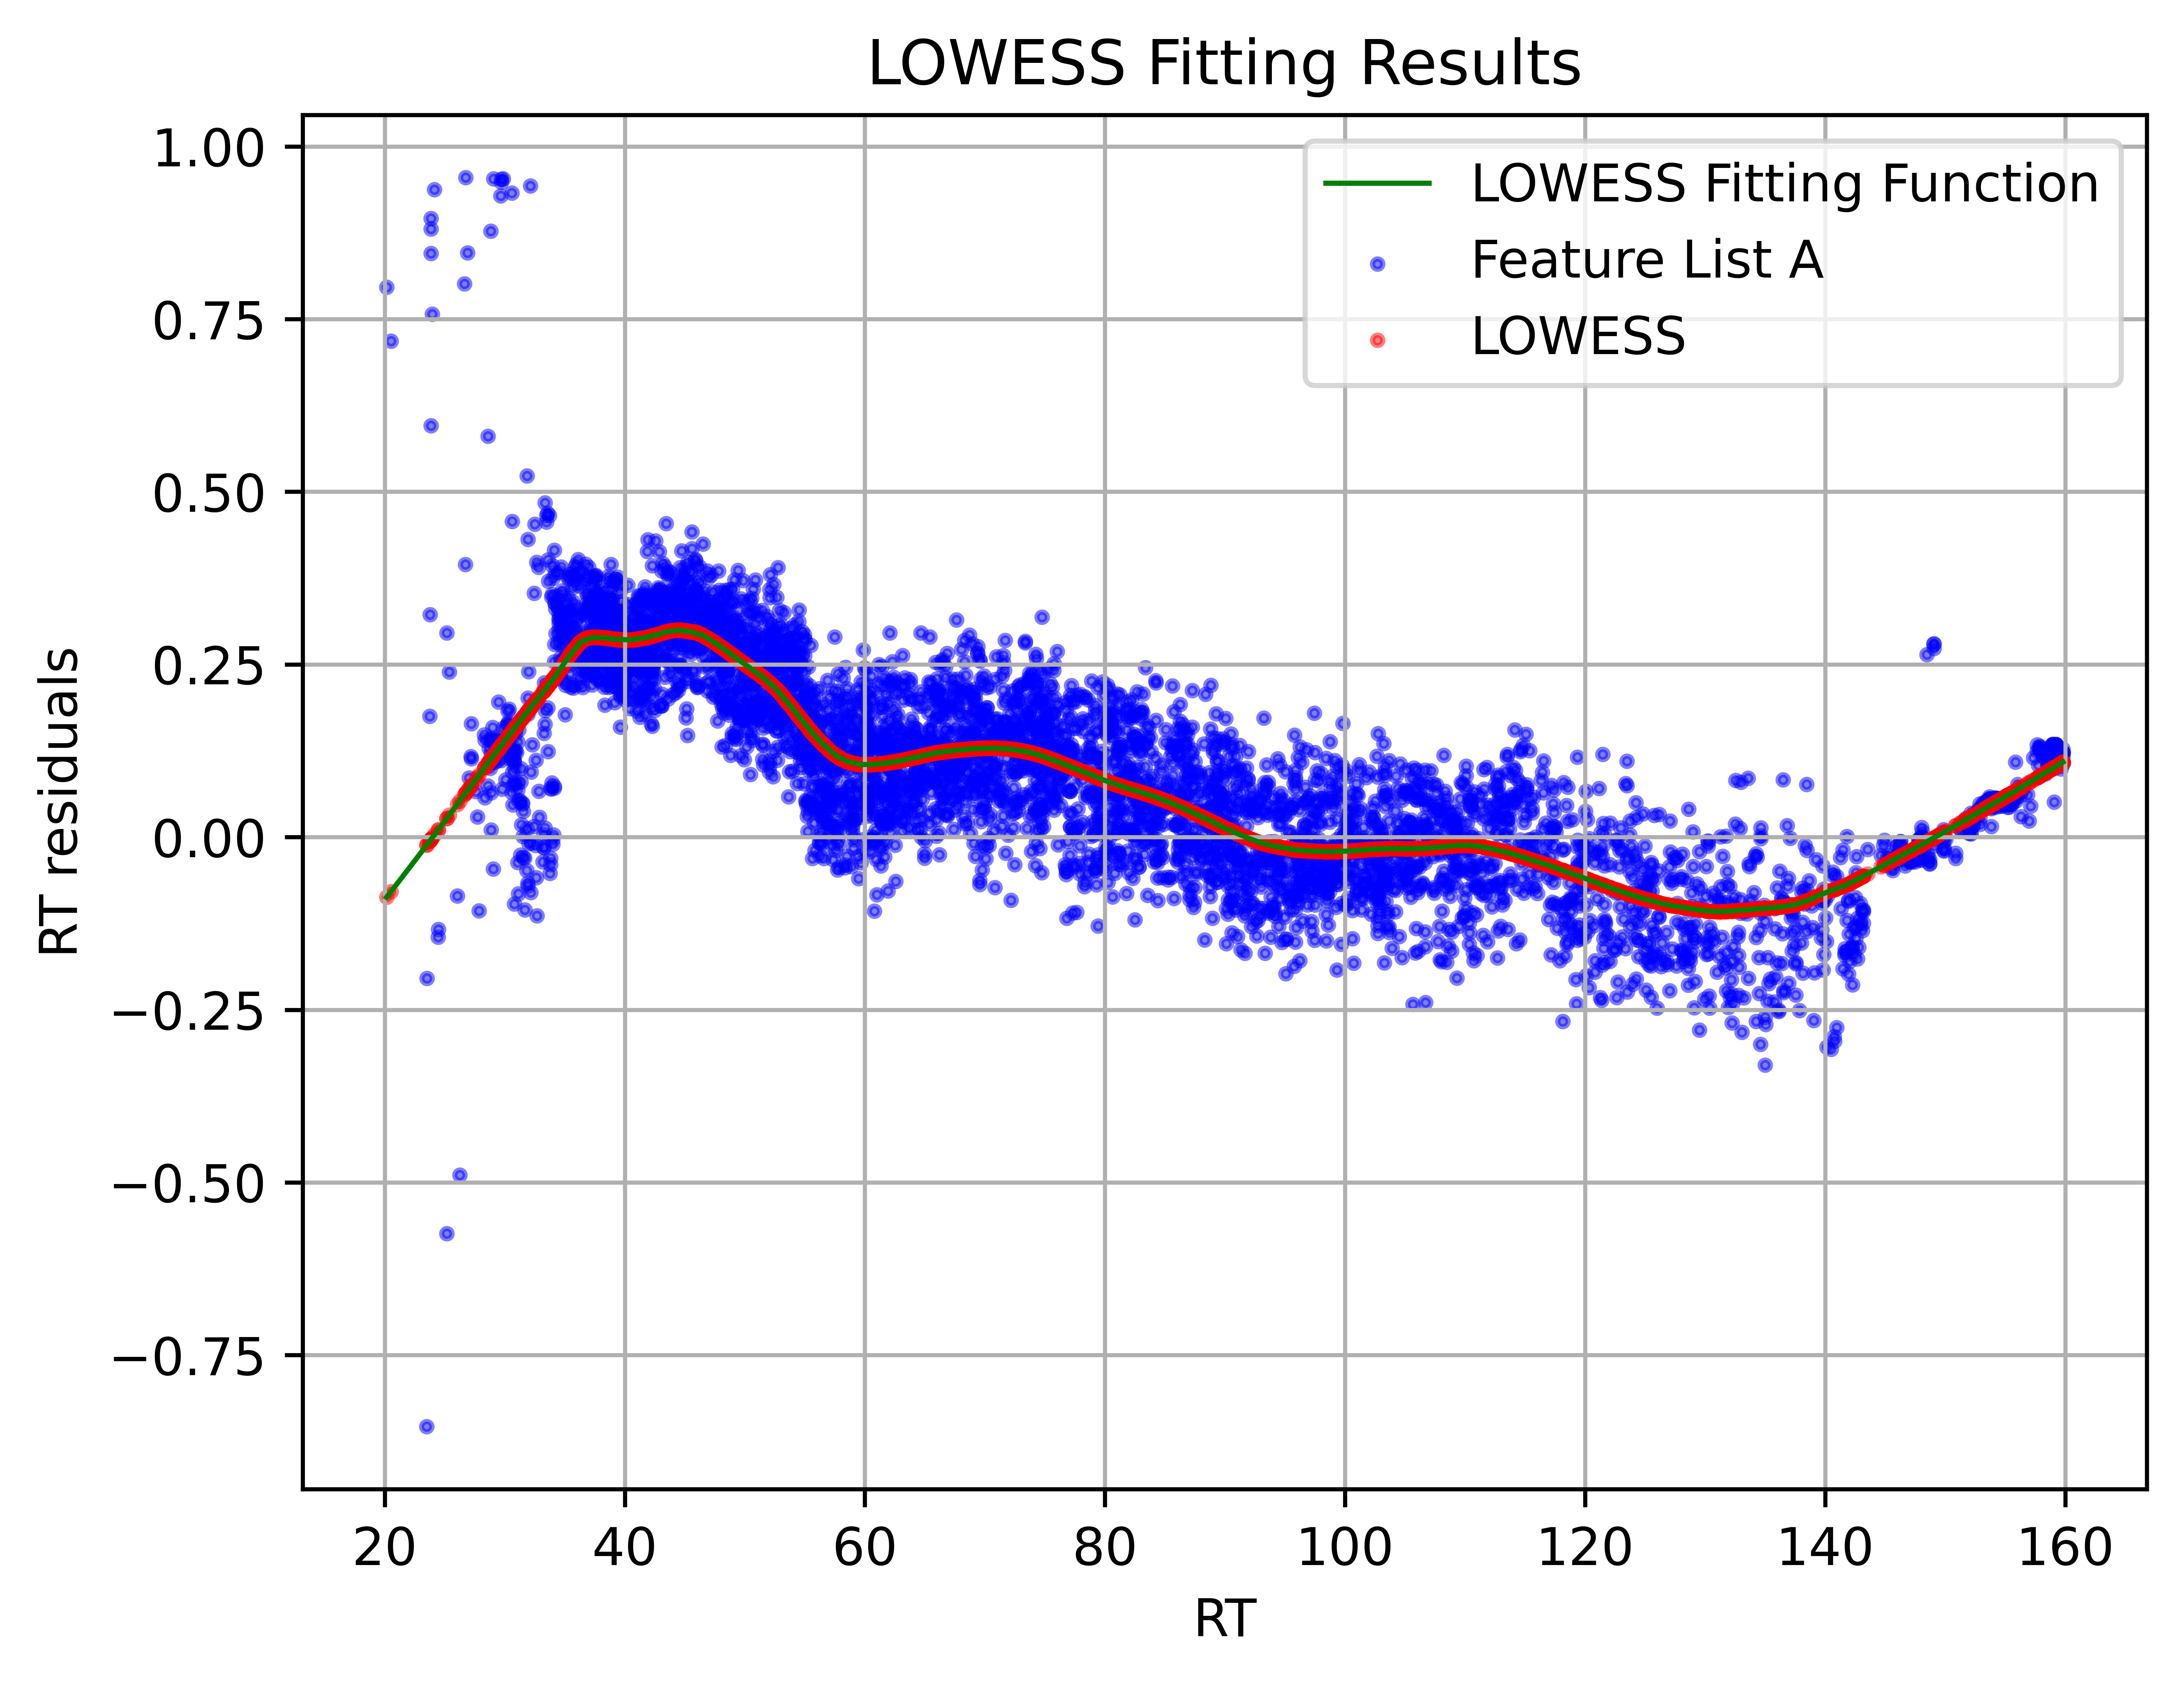 LOWESS Fitting Results
1.00
0.75
0.50
0.25
0.00
−0.25
−0.50
−0.75
RT residuals
LOWESS Fitting Function
Feature List A
LOWESS
20 40 60 80 100 120 140 160
RT